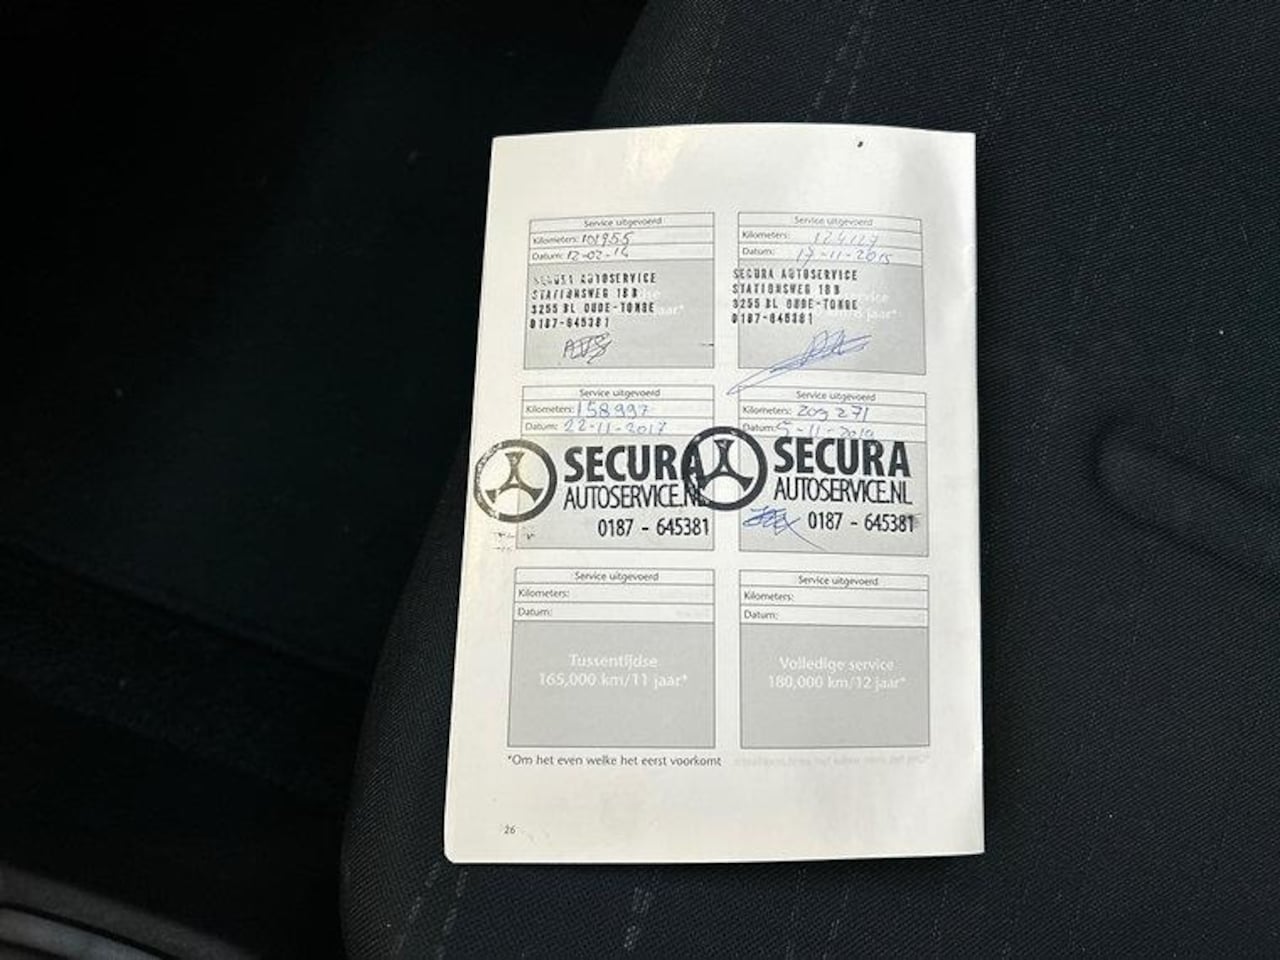 Service uitgevoerd
Kilometers: 101955
Datum: 12-02-14
SECURA AUTOSERVICE
STATIONSWEG 18B
3255 BL OUDE-TONGE
0187-645381
Service uitgevoerd
Kilometers:
Datum: 17-11-2015
SECURA AUTOSERVICE
STATIONSWEG 18B
3255 BL OUDE-TONGE
0187-645381
Service uitgevoerd
Kilometers: 158997
Datum: 22-11-2017
SECURA
AUTOSERVICE.NL
0187 - 645381
Service uitgevoerd
Kilometers: 209271
Datum: 5-11-2019
SECURA
AUTOSERVICE.NL
0187 - 645381
Service uitgevoerd
Kilometers:
Datum:
Tussentijdse
165,000 km/11 jaar*
Service uitgevoerd
Kilometers:
Datum:
Volledige service
180,000 km/12 jaar*
*Om het even welke het eerst voorkomt
26